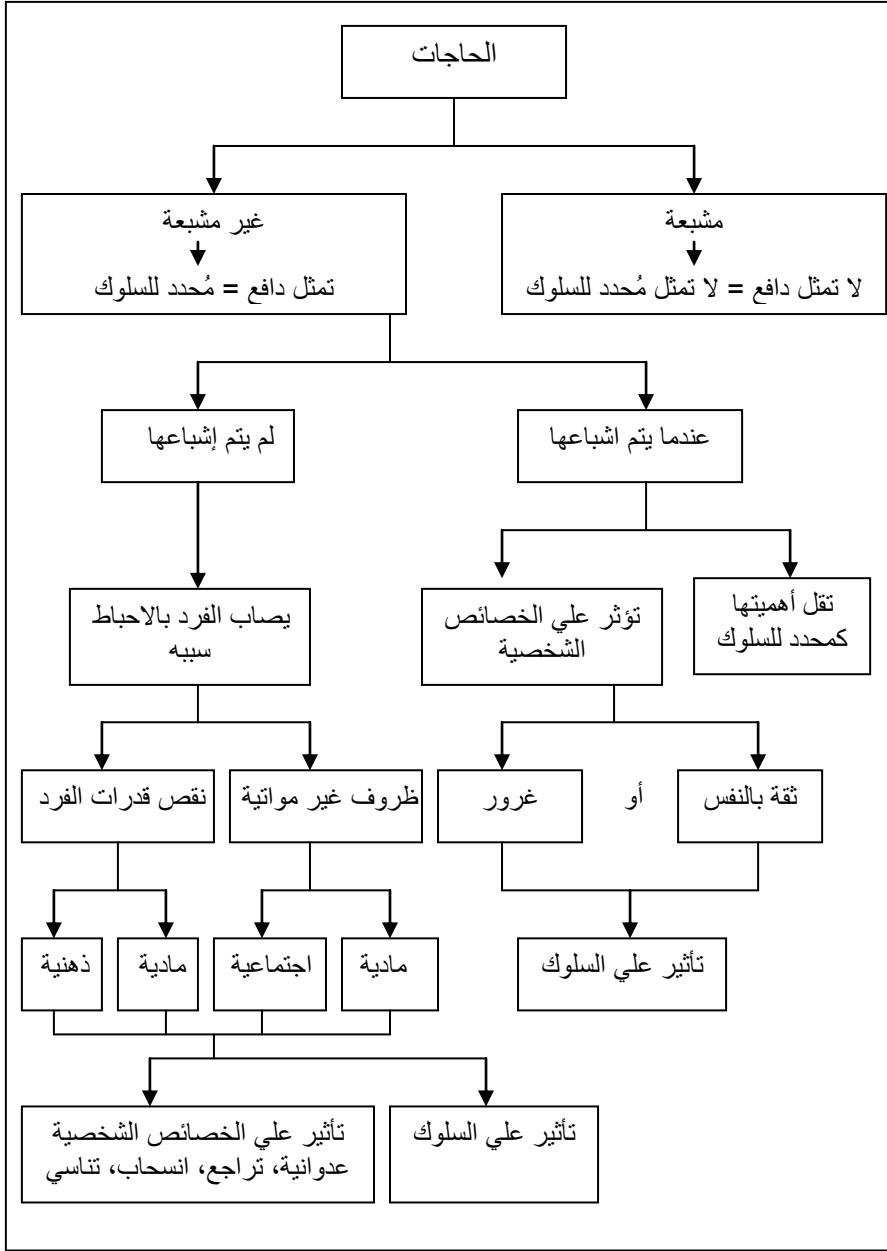 الحاجات
مشبعة
لا تمثل دافع = لا تمثل مُحدد للسلوك
غير مشبعة
تمثل دافع = مُحدد للسلوك
عندما يتم اشباعها
لم يتم إشباعها
تقل أهميتها
كمحدد للسلوك
تؤثر علي الخصائص
الشخصية
يصاب الفرد بالاحباط
سببه
ثقة بالنفس
أو
غرور
ظروف غير مواتية
نقص قدرات الفرد
تأثير علي السلوك
مادية
اجتماعية
مادية
ذهنية
تأثير علي السلوك
تأثير علي الخصائص الشخصية
عدوانية، تراجع، انسحاب، تناسي